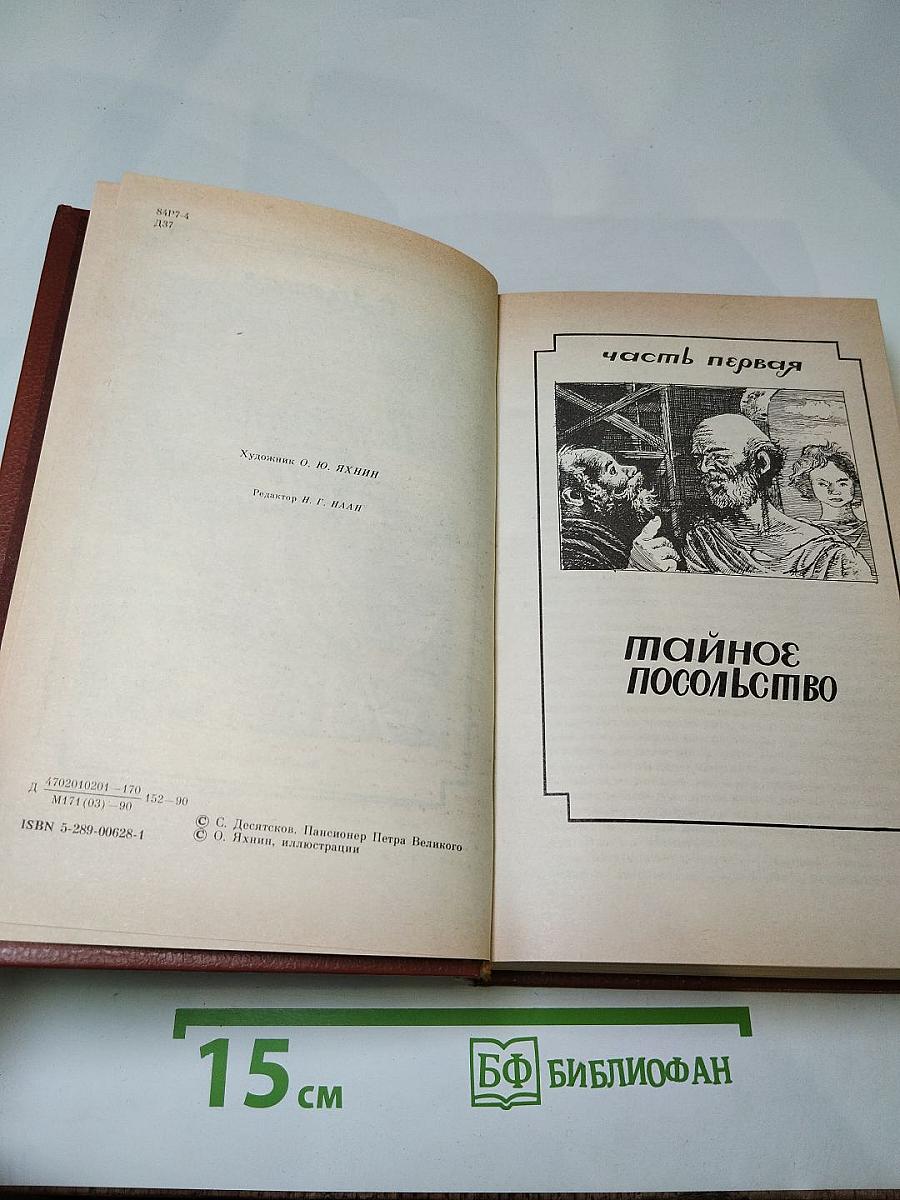 84Р7-4
Д37
Художник О. Ю. ЯХНИН
Редактор Н. Г. НААН
Д 4702010201—170
М171(03)—90
152—90
ISBN 5-289-00628-1
© С. Десятсков. Пансионер Петра Великого
© О. Яхнин, иллюстрации
часть первая
тайное
посольство
15 см
БФ БИБЛИОФАН